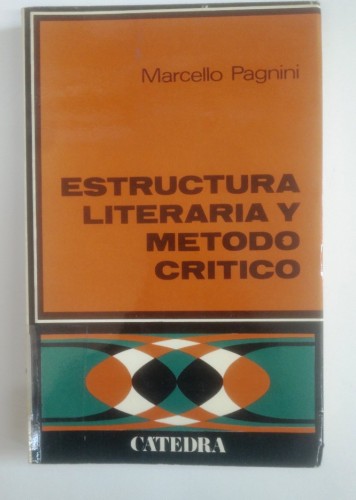 Marcello Pagnini
ESTRUCTURA
LITERARIA Y
METODO
CRITICO
CATEDRA